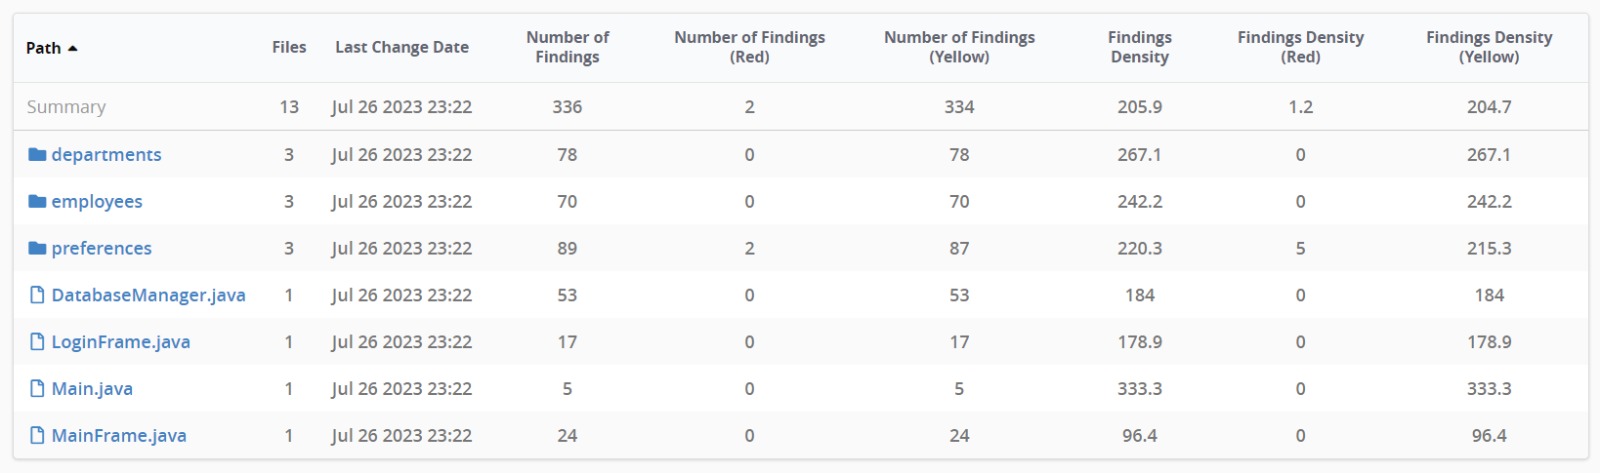 Path Files Last Change Date Number of Findings Number of Findings (Red) Number of Findings (Yellow) Findings Density Findings Density (Red) Findings Density (Yellow)
Summary 13 Jul 26 2023 23:22 336 2 334 205.9 1.2 204.7
departments 3 Jul 26 2023 23:22 78 0 78 267.1 0 267.1
employees 3 Jul 26 2023 23:22 70 0 70 242.2 0 242.2
preferences 3 Jul 26 2023 23:22 89 2 87 220.3 5 215.3
DatabaseManager.java 1 Jul 26 2023 23:22 53 0 53 184 0 184
LoginFrame.java 1 Jul 26 2023 23:22 17 0 17 178.9 0 178.9
Main.java 1 Jul 26 2023 23:22 5 0 5 333.3 0 333.3
MainFrame.java 1 Jul 26 2023 23:22 24 0 24 96.4 0 96.4